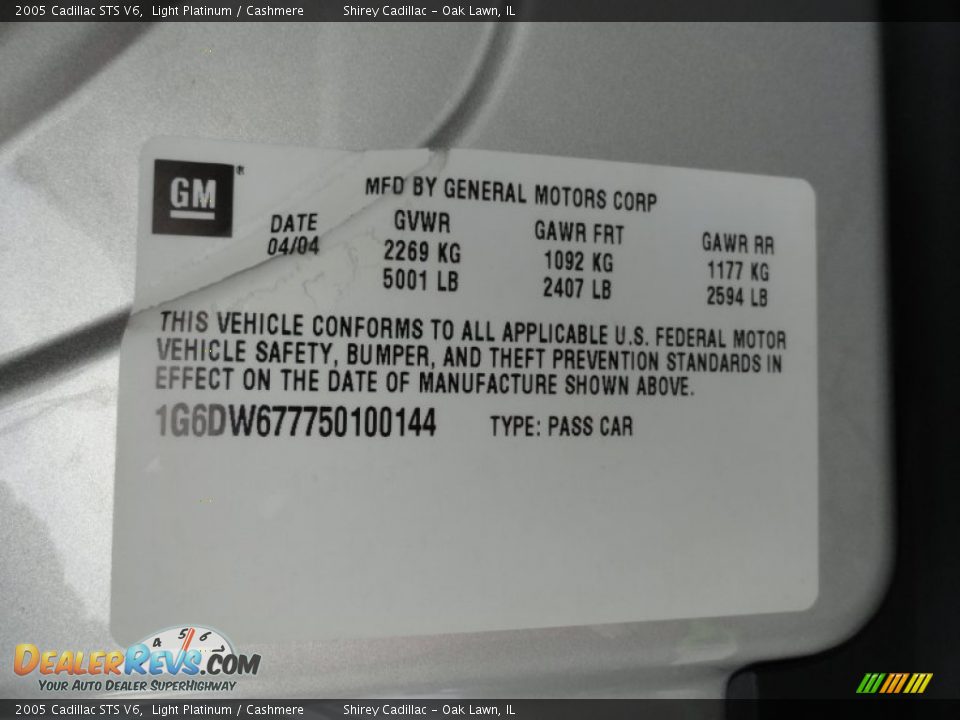 2005 Cadillac STS V6, Light Platinum / Cashmere Shirey Cadillac - Oak Lawn, IL
GM®
MFD BY GENERAL MOTORS CORP
DATE GVWR GAWR FRT GAWR RR
04/04 2269 KG 1092 KG 1177 KG
5001 LB 2407 LB 2594 LB
THIS VEHICLE CONFORMS TO ALL APPLICABLE U.S. FEDERAL MOTOR
VEHICLE SAFETY, BUMPER, AND THEFT PREVENTION STANDARDS IN
EFFECT ON THE DATE OF MANUFACTURE SHOWN ABOVE.
1G6DW677750100144 TYPE: PASS CAR
4 5 6 7
DEALERREVS.COM
YOUR AUTO DEALER SUPERHIGHWAY
2005 Cadillac STS V6, Light Platinum / Cashmere Shirey Cadillac - Oak Lawn, IL